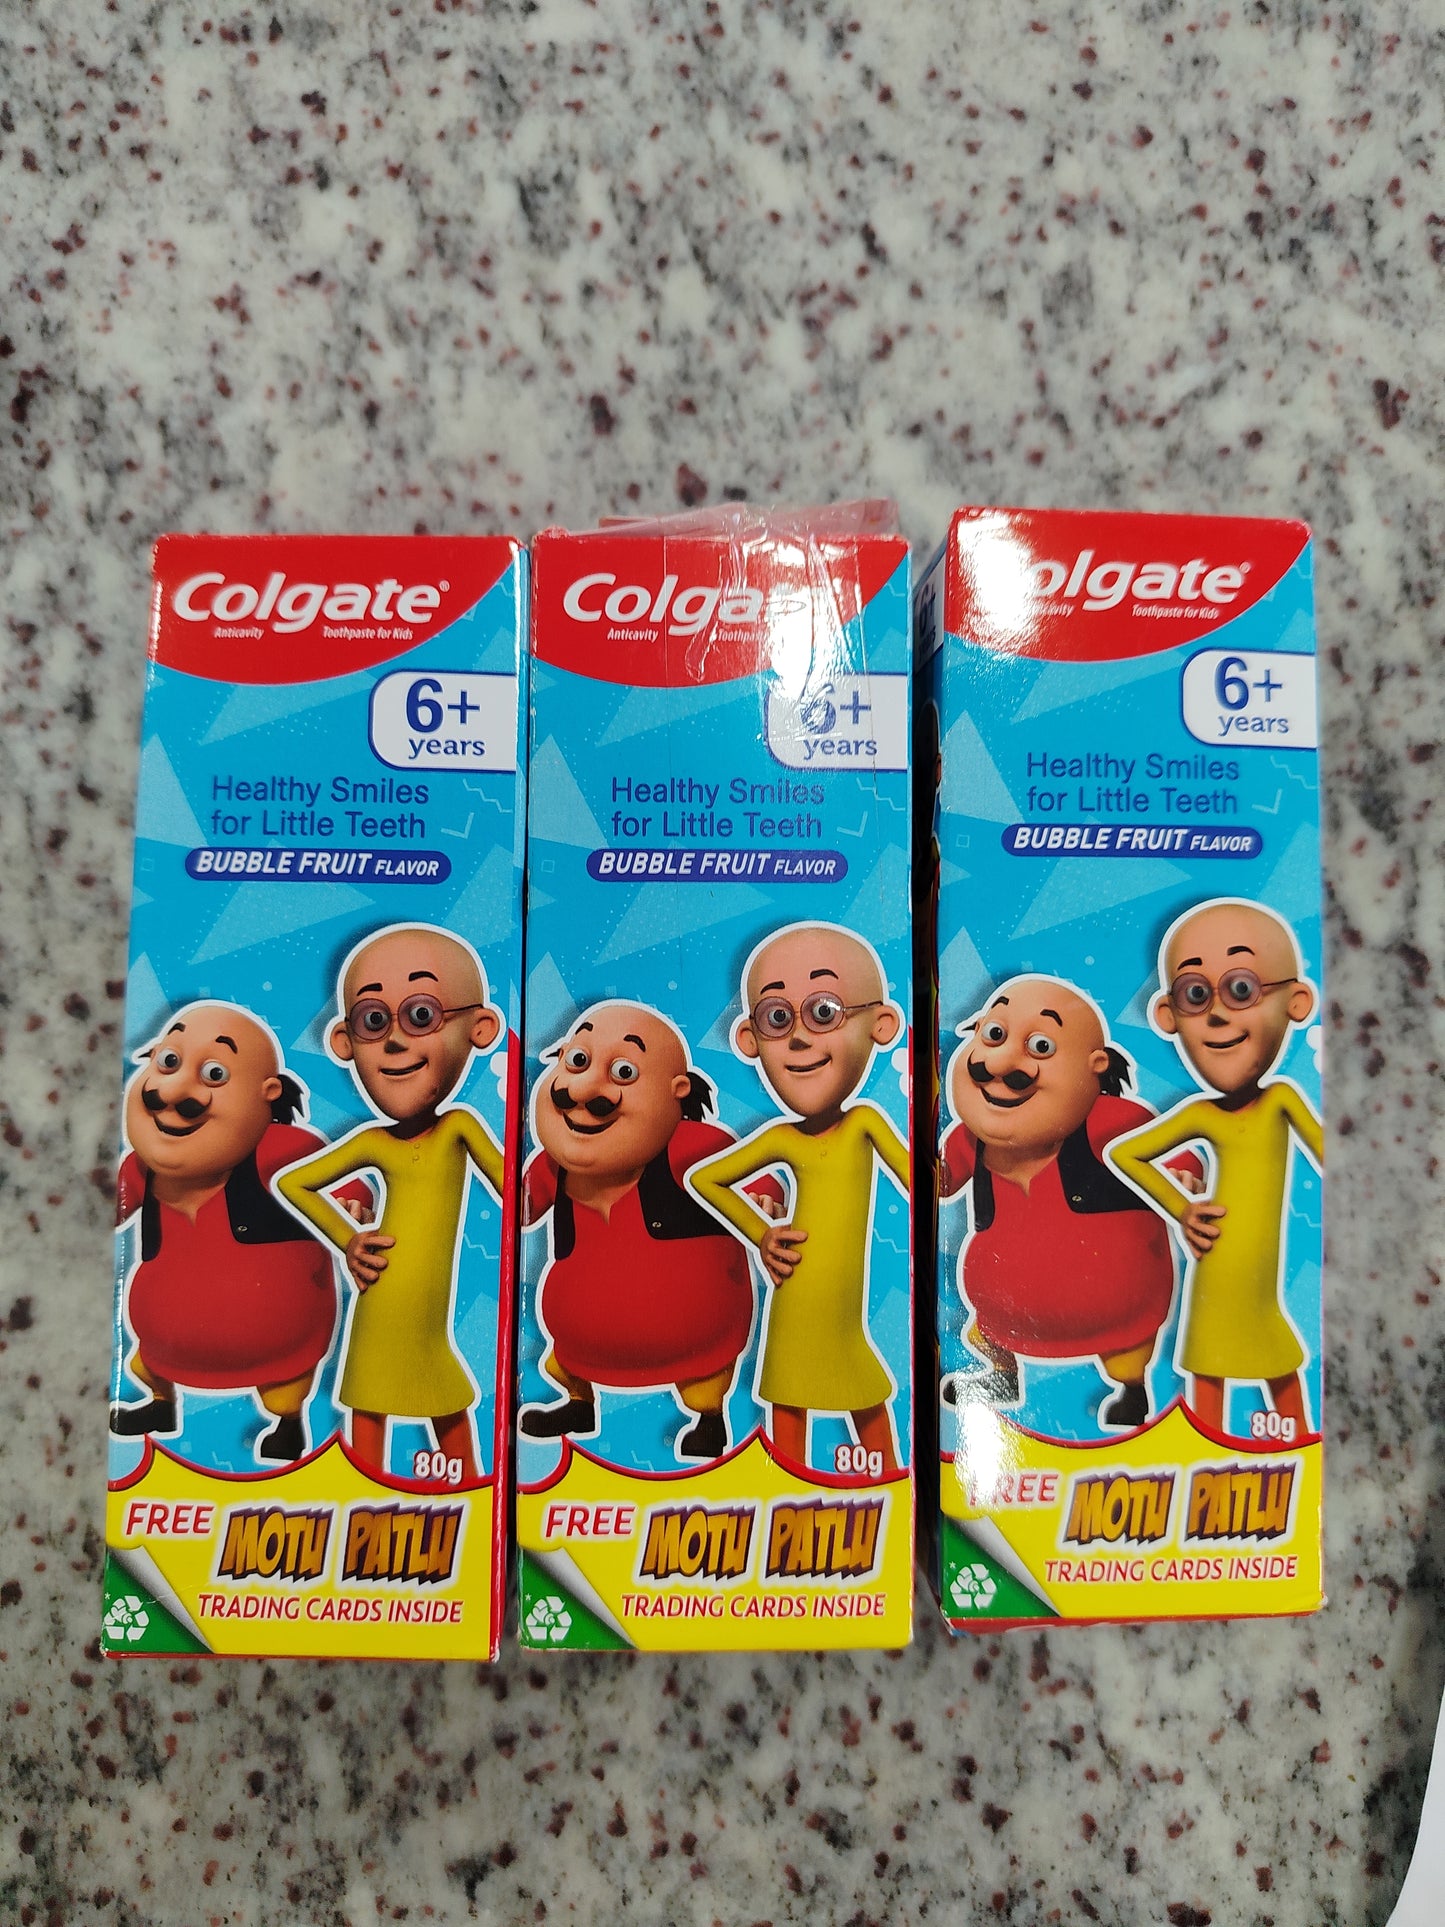 Colgate®
Anticavity Toothpaste for Kids
6+
years
Healthy Smiles
for Little Teeth
BUBBLE FRUIT FLAVOR
80g
FREE MOTU PATLU
TRADING CARDS INSIDE
Colga
Anticavity
6+
years
Healthy Smiles
for Little Teeth
BUBBLE FRUIT FLAVOR
80g
FREE MOTU PATLU
TRADING CARDS INSIDE
olgate®
Toothpaste for Kids
6+
years
Healthy Smiles
for Little Teeth
BUBBLE FRUIT FLAVOR
80g
FREE MOTU PATLU
TRADING CARDS INSIDE